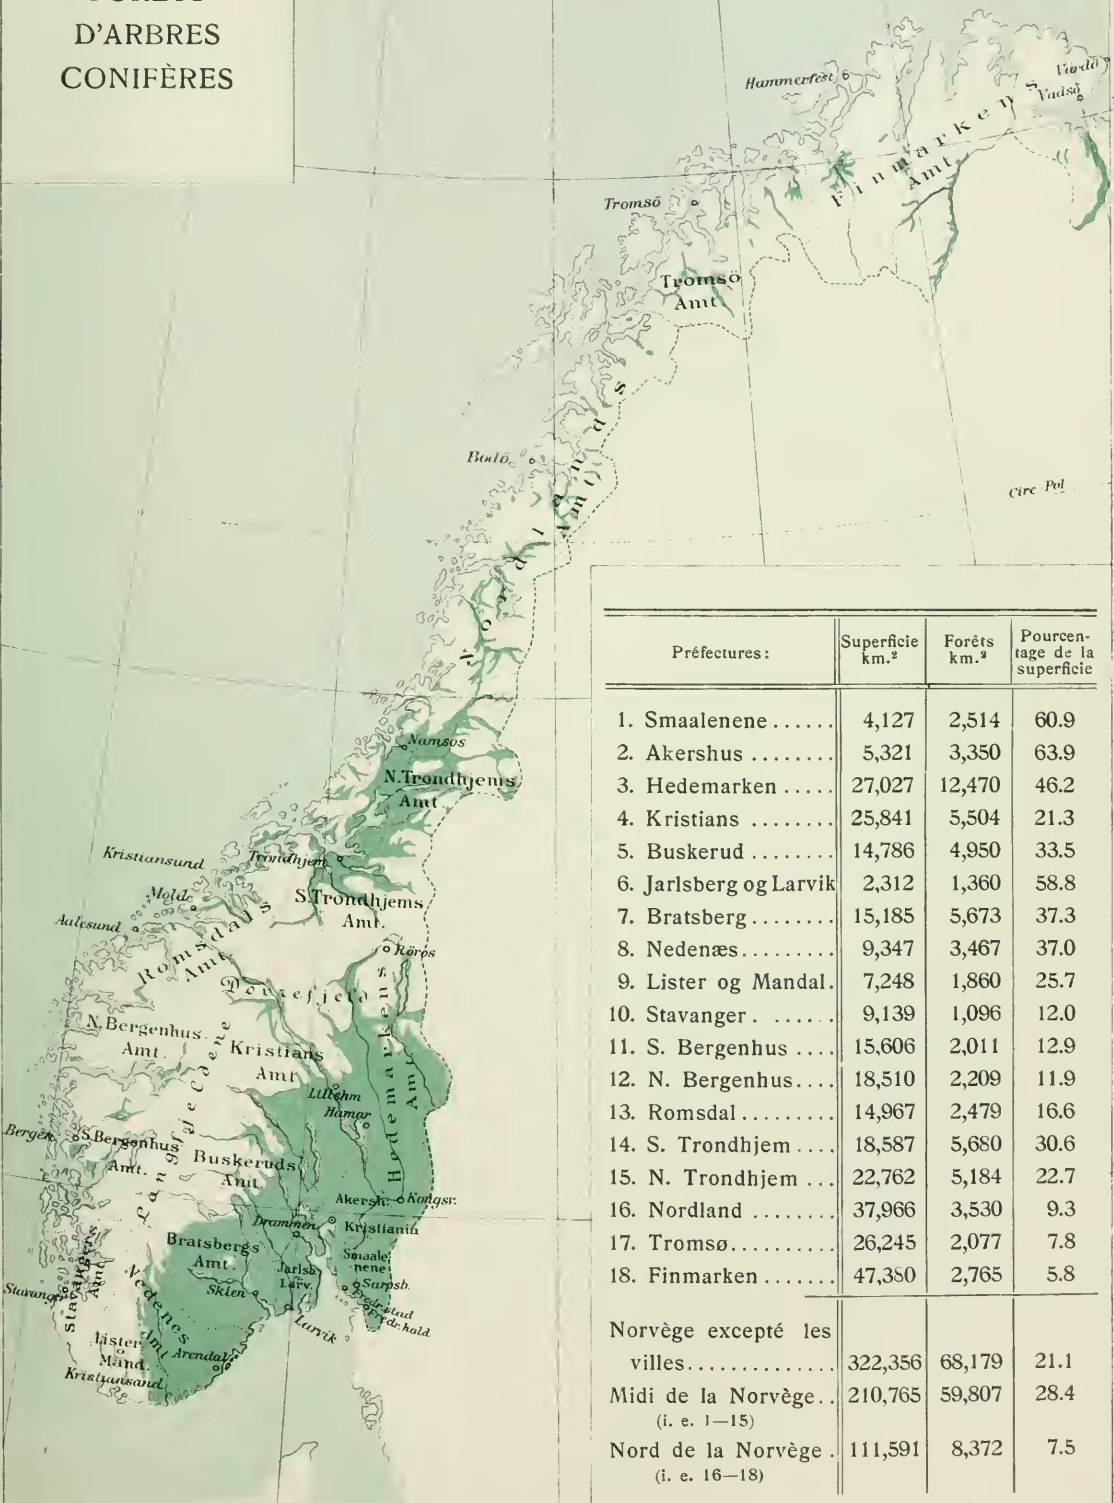 D'ARBRES
CONIFÈRES
Hammerfest
Vardö
Vadsö
Finmarkens
Amt
Tromsö
Tromsö
Amt
Bodö
Nordlands
Amt
Circ Pol
Namsos
N.Trondhjems
Amt
Kristiansund
Trondhjem
Molde
S.Trondhjems
Amt.
Aalesund
Romsdals
Amt
Röros
Dovrefjeld
N.Bergenhus
Amt.
Kristians
Amt
Langfjeldene
Hedemarkens
Amt
Lillehm
Hamar
Bergen
S.Bergenhus
Amt.
Buskeruds
Amt
Akersh.
Kongsv.
Drammen
Kristiania
Bratsbergs
Amt.
Smaale-
nene
Jarlsb.
Larv.
Skien
Sarpsb.
Fredr.stad
Fredr.hald
Stavanger
Stavangers
Amt
Nedenes
Amt
Larvik
Lister
Mand.
Arendal
Kristiansand
Préfectures: Superficie km.² Forêts km.² Pourcen-
tage de la
superficie
1. Smaalenene...... 4,127 2,514 60.9
2. Akershus ........ 5,321 3,350 63.9
3. Hedemarken ..... 27,027 12,470 46.2
4. Kristians ........ 25,841 5,504 21.3
5. Buskerud ........ 14,786 4,950 33.5
6. Jarlsberg og Larvik 2,312 1,360 58.8
7. Bratsberg........ 15,185 5,673 37.3
8. Nedenæs......... 9,347 3,467 37.0
9. Lister og Mandal. 7,248 1,860 25.7
10. Stavanger. ...... 9,139 1,096 12.0
11. S. Bergenhus .... 15,606 2,011 12.9
12. N. Bergenhus.... 18,510 2,209 11.9
13. Romsdal......... 14,967 2,479 16.6
14. S. Trondhjem .... 18,587 5,680 30.6
15. N. Trondhjem ... 22,762 5,184 22.7
16. Nordland ........ 37,966 3,530 9.3
17. Tromsø.......... 26,245 2,077 7.8
18. Finmarken ....... 47,380 2,765 5.8
Norvège excepté les
villes.............. 322,356 68,179 21.1
Midi de la Norvège.. 210,765 59,807 28.4
(i. e. 1—15)
Nord de la Norvège . 111,591 8,372 7.5
(i. e. 16—18)